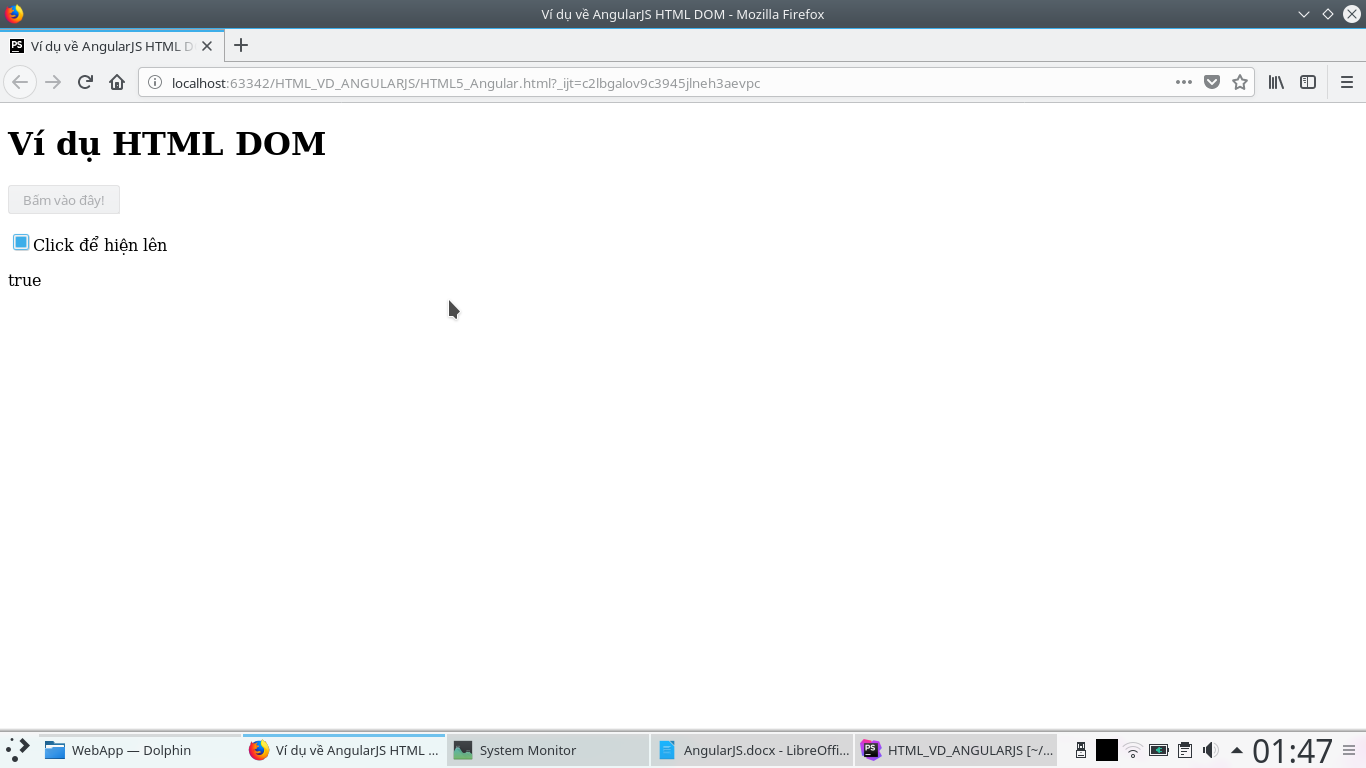 Ví dụ về AngularJS HTML DOM - Mozilla Firefox
Ví dụ về AngularJS HTML D
localhost:63342/HTML_VD_ANGULARJS/HTML5_Angular.html?_ijt=c2lbgalov9c3945jlneh3aevpc
Ví dụ HTML DOM
Bấm vào đây!
Click để hiện lên
true
WebApp — Dolphin
Ví dụ về AngularJS HTML ...
System Monitor
AngularJS.docx - LibreOffi...
HTML_VD_ANGULARJS [~/...
01:47